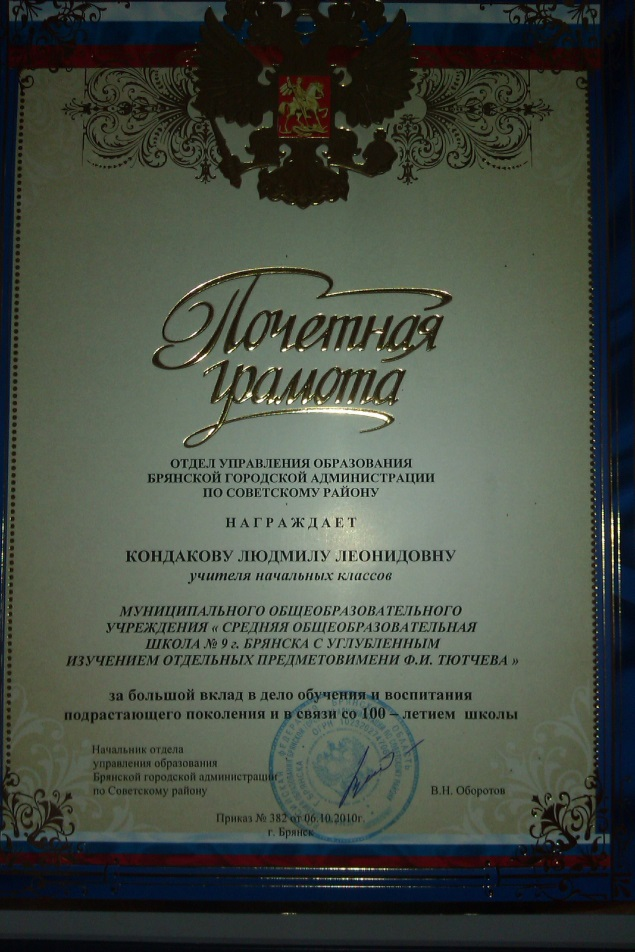 Почетная
грамота
ОТДЕЛ УПРАВЛЕНИЯ ОБРАЗОВАНИЯ
БРЯНСКОЙ ГОРОДСКОЙ АДМИНИСТРАЦИИ
ПО СОВЕТСКОМУ РАЙОНУ
НАГРАЖДАЕТ
КОНДАКОВУ ЛЮДМИЛУ ЛЕОНИДОВНУ
учителя начальных классов
МУНИЦИПАЛЬНОГО ОБЩЕОБРАЗОВАТЕЛЬНОГО
УЧРЕЖДЕНИЯ « СРЕДНЯЯ ОБЩЕОБРАЗОВАТЕЛЬНАЯ
ШКОЛА № 9 г. БРЯНСКА С УГЛУБЛЕННЫМ
ИЗУЧЕНИЕМ ОТДЕЛЬНЫХ ПРЕДМЕТОВИМЕНИ Ф.И. ТЮТЧЕВА »
за большой вклад в дело обучения и воспитания
подрастающего поколения и в связи со 100 – летием школы
Начальник отдела
управления образования
Брянской городской администрации
по Советскому району
В.Н. Оборотов
Приказ № 382 от 06.10.2010г.
г. Брянск